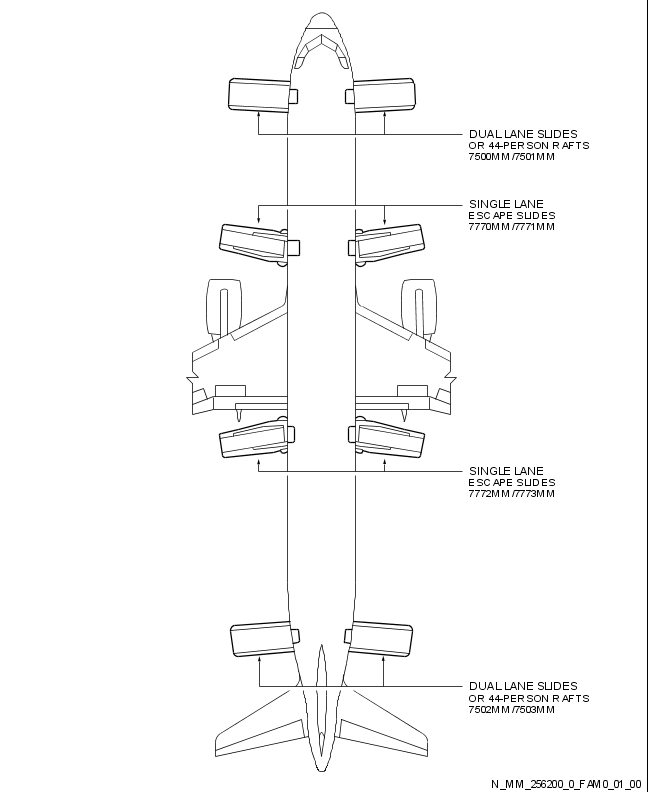 DUAL LANE SLIDES
OR 44-PERSON RAFTS
7500MM/7501MM
SINGLE LANE
ESCAPE SLIDES
7770MM/7771MM
SINGLE LANE
ESCAPE SLIDES
7772MM/7773MM
DUAL LANE SLIDES
OR 44-PERSON RAFTS
7502MM/7503MM
N_MM_256200_0_FAM0_01_00